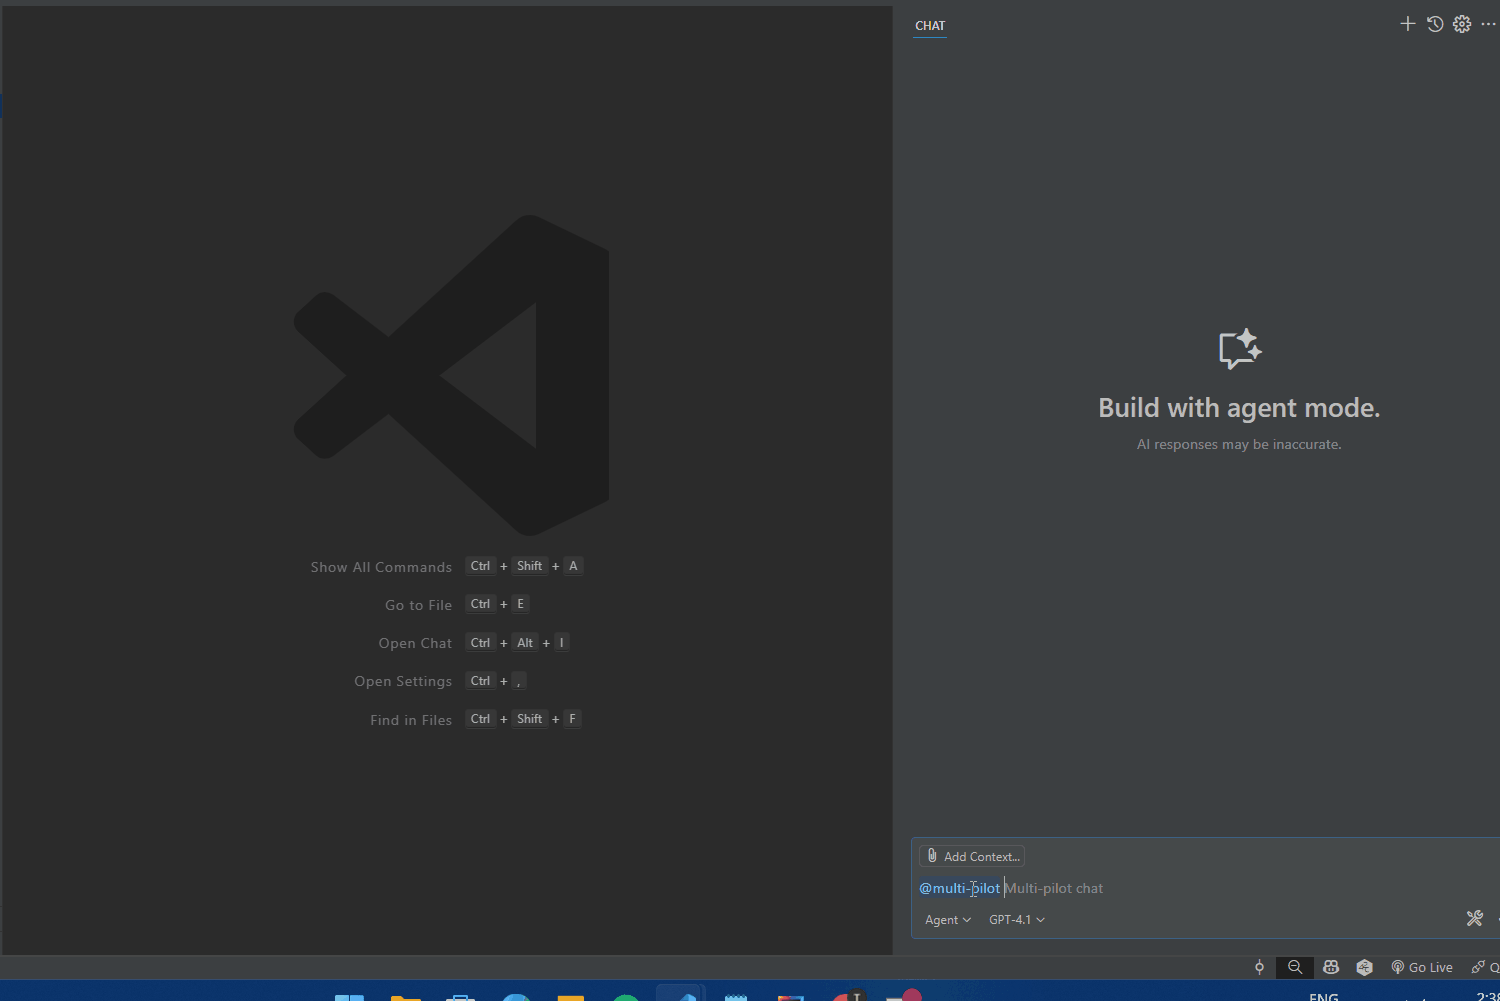 CHAT
Build with agent mode.
AI responses may be inaccurate.
Show All Commands Ctrl + Shift + A
Go to File Ctrl + E
Open Chat Ctrl + Alt + I
Open Settings Ctrl + ,
Find in Files Ctrl + Shift + F
Add Context...
@multi-pilot Multi-pilot chat
Agent GPT-4.1
Go Live
ENG